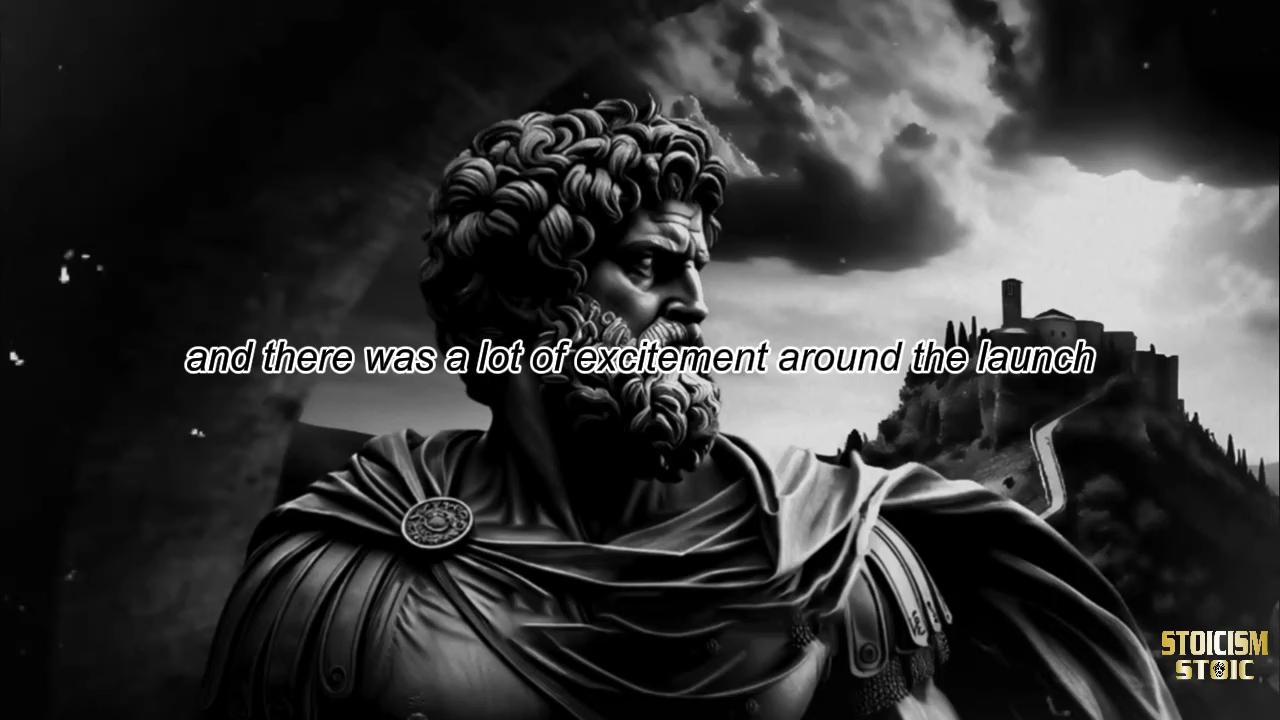 and there was a lot of excitement around the launch
STOICISM
STOIC